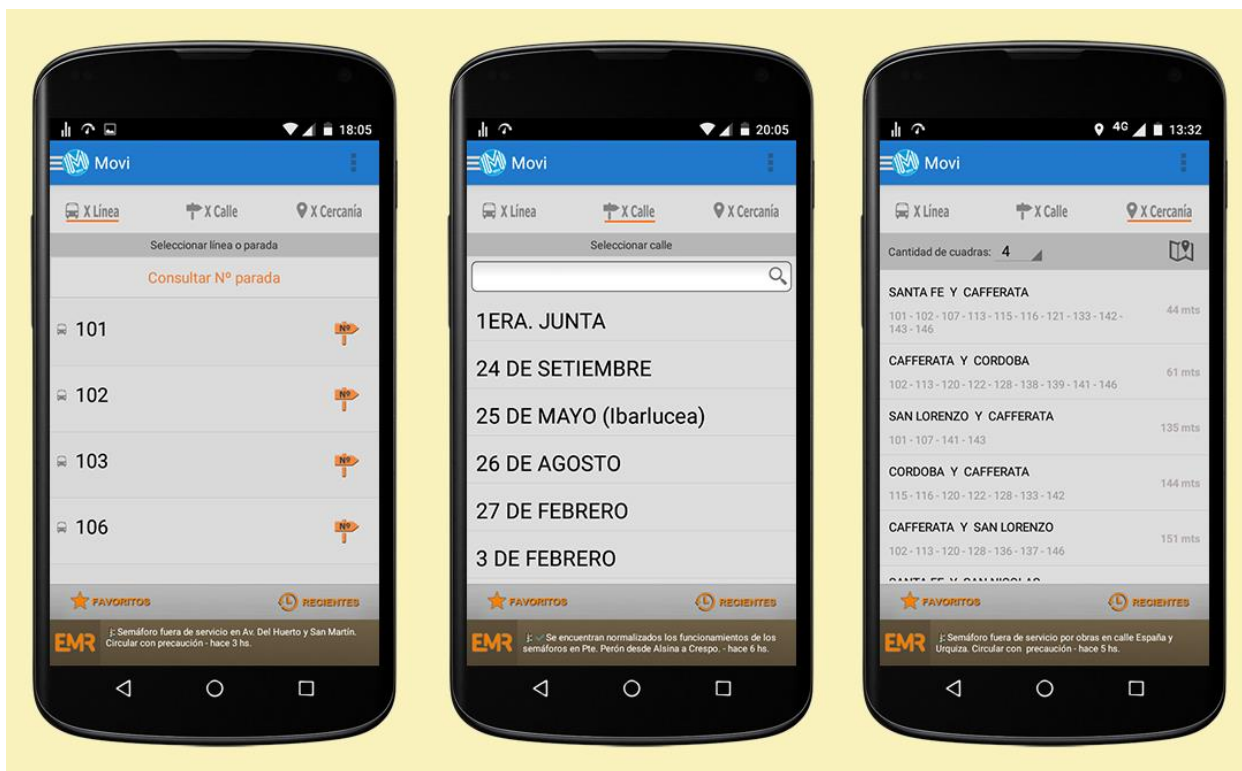 18:05
Movi
X Línea
X Calle
X Cercanía
Seleccionar línea o parada
Consultar Nº parada
101
Nº
102
Nº
103
Nº
106
Nº
FAVORITOS
RECIENTES
EMR
j: Semáforo fuera de servicio en Av. Del Huerto y San Martín.
Circular con precaución - hace 3 hs.
20:05
Movi
X Línea
X Calle
X Cercanía
Seleccionar calle
1ERA. JUNTA
24 DE SETIEMBRE
25 DE MAYO (Ibarlucea)
26 DE AGOSTO
27 DE FEBRERO
3 DE FEBRERO
FAVORITOS
RECIENTES
EMR
j: ✓ Se encuentran normalizados los funcionamientos de los
semáforos en Pte. Perón desde Alsina a Crespo. - hace 6 hs.
4G 13:32
Movi
X Línea
X Calle
X Cercanía
Cantidad de cuadras: 4
SANTA FE Y CAFFERATA
101 - 102 - 107 - 113 - 115 - 116 - 121 - 133 - 142 -
143 - 146
44 mts
CAFFERATA Y CORDOBA
102 - 113 - 120 - 122 - 128 - 138 - 139 - 141 - 146
61 mts
SAN LORENZO Y CAFFERATA
101 - 107 - 141 - 143
135 mts
CORDOBA Y CAFFERATA
115 - 116 - 120 - 122 - 128 - 133 - 142
144 mts
CAFFERATA Y SAN LORENZO
102 - 113 - 120 - 128 - 136 - 137 - 146
151 mts
SANTA FE Y SAN NICOLAS
FAVORITOS
RECIENTES
EMR
j: Semáforo fuera de servicio por obras en calle España y
Urquiza. Circular con precaución - hace 5 hs.